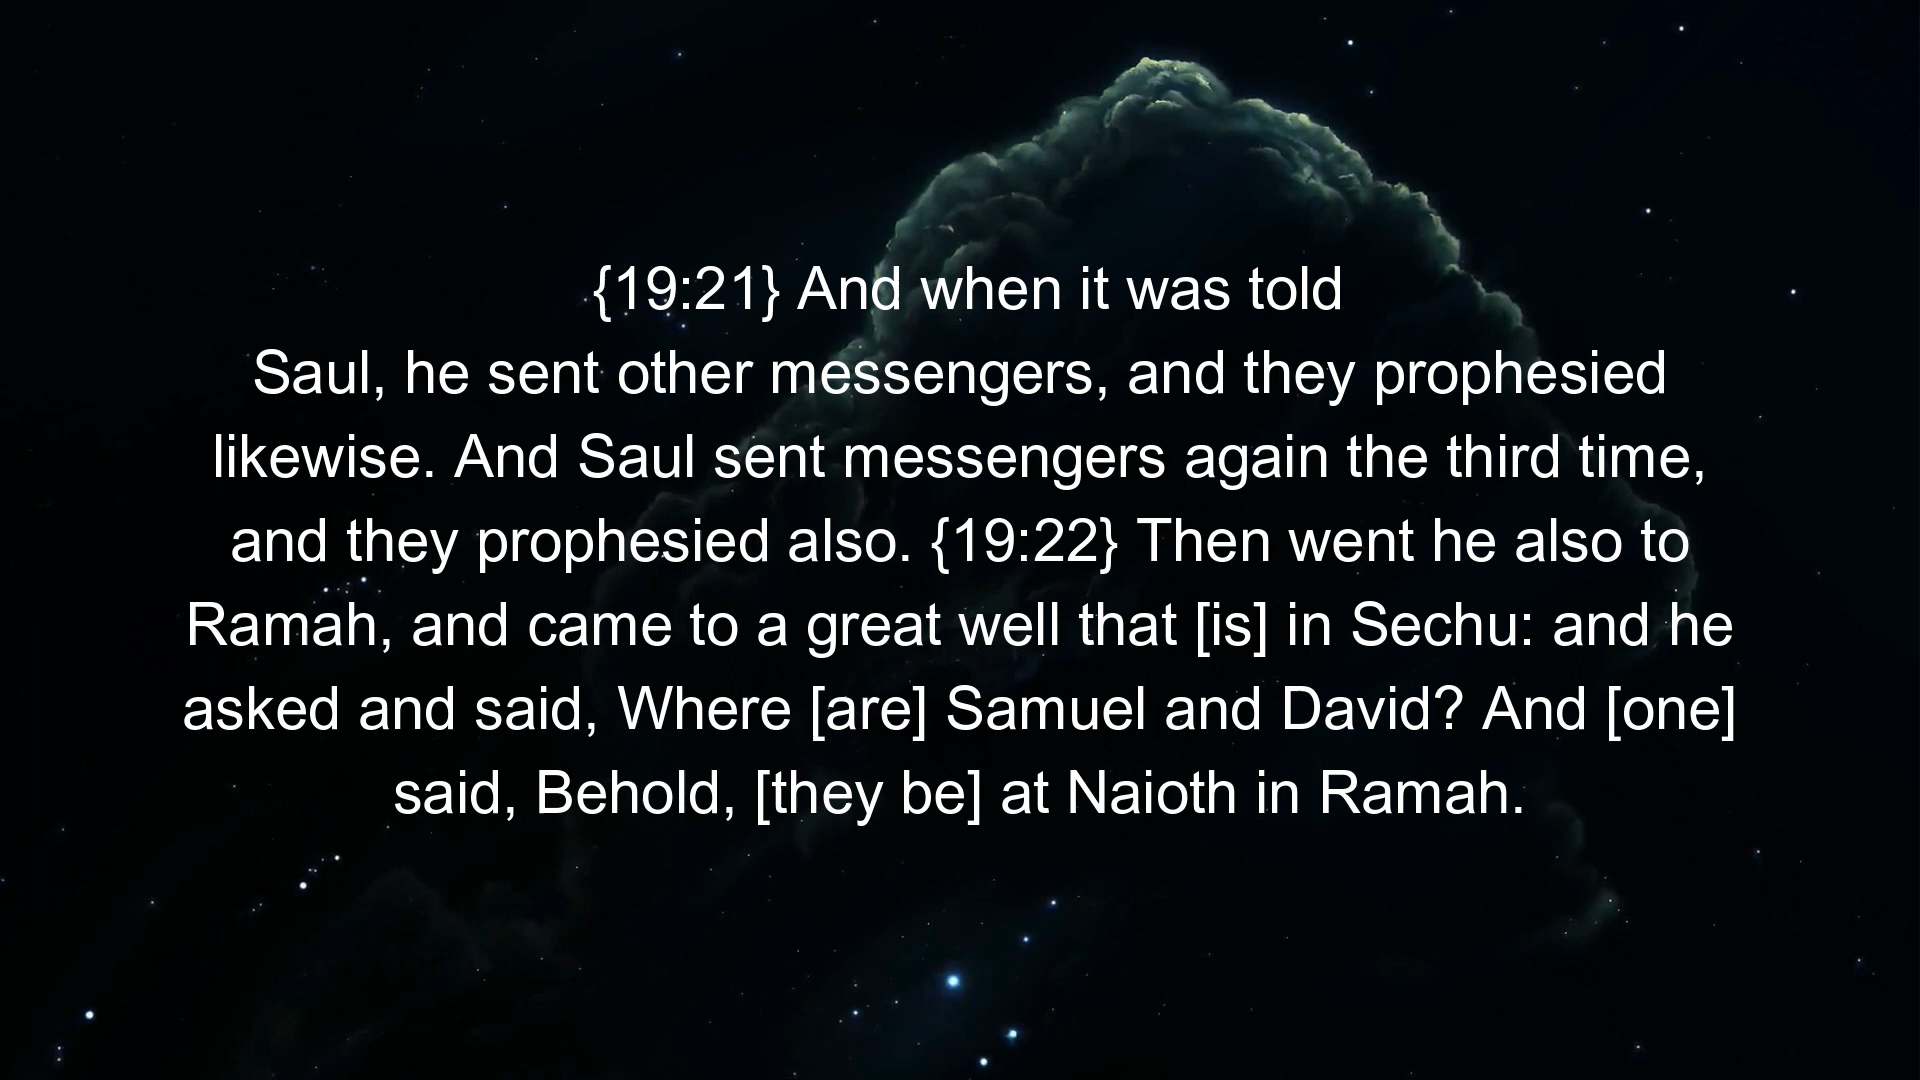 {19:21} And when it was told
Saul, he sent other messengers, and they prophesied
likewise. And Saul sent messengers again the third time,
and they prophesied also. {19:22} Then went he also to
Ramah, and came to a great well that [is] in Sechu: and he
asked and said, Where [are] Samuel and David? And [one]
said, Behold, [they be] at Naioth in Ramah.